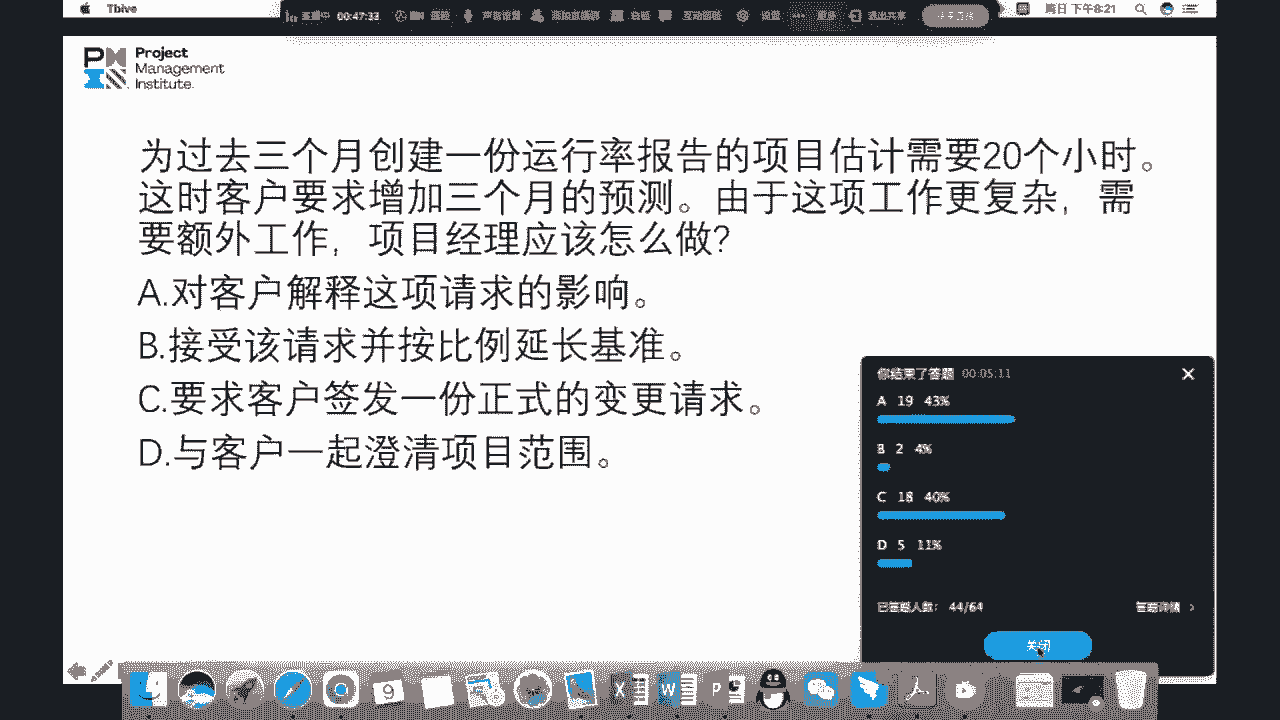 Tbive
00:47:33
下午8:21
Project
Management
Institute.
为过去三个月创建一份运行率报告的项目估计需要20个小时。
这时客户要求增加三个月的预测。由于这项工作更复杂，需
要额外工作，项目经理应该怎么做?
A.对客户解释这项请求的影响。
B.接受该请求并按比例延长基准。
C.要求客户签发一份正式的变更请求。
D.与客户一起澄清项目范围。
你结束了答题 00:05:11
A 19 43%
B 2 4%
C 18 40%
D 5 11%
已答题人数： 44/64
答题详情 >
关闭
9